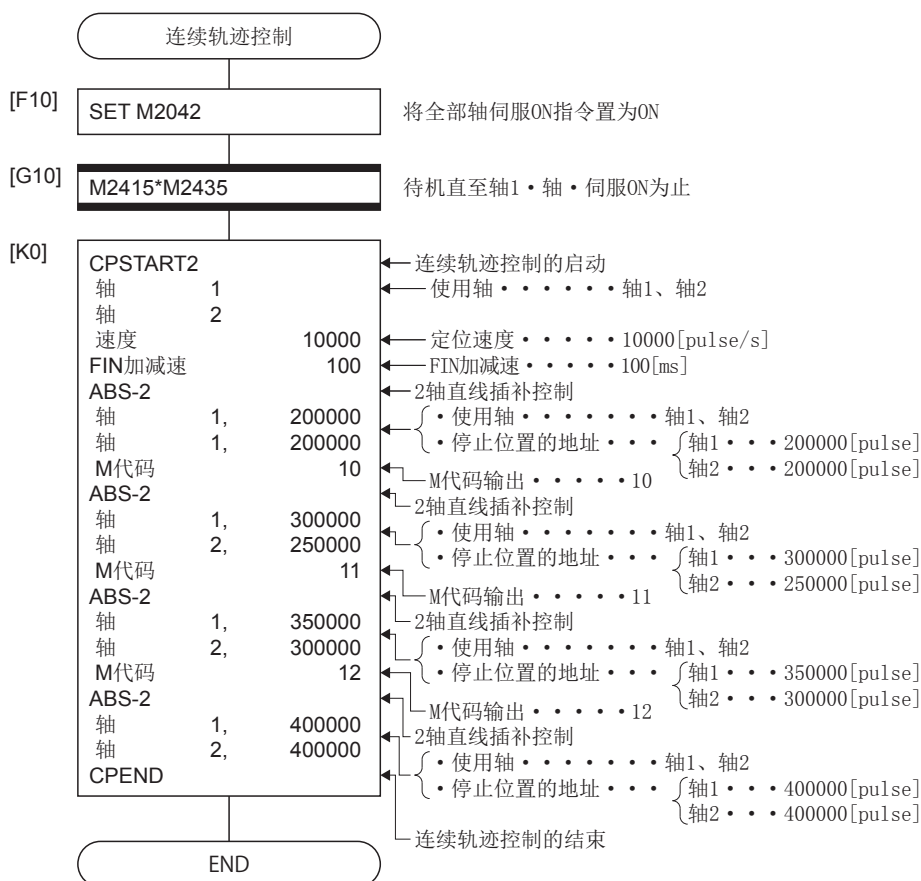 连续轨迹控制
[F10] SET M2042 将全部轴伺服ON指令置为ON
[G10] M2415*M2435 待机直至轴1・轴・伺服ON为止
[K0]
CPSTART2 连续轨迹控制的启动
轴 1 使用轴・・・・・・轴1、轴2
轴 2
速度 10000 定位速度・・・・・10000[pulse/s]
FIN加减速 100 FIN加减速・・・・・100[ms]
ABS-2 2轴直线插补控制
轴 1, 200000 ・使用轴・・・・・・・轴1、轴2
轴 1, 200000 ・停止位置的地址・・・ 轴1・・・200000[pulse]
轴2・・・200000[pulse]
M代码 10 M代码输出・・・・・10
ABS-2 2轴直线插补控制
轴 1, 300000 ・使用轴・・・・・・・轴1、轴2
轴 2, 250000 ・停止位置的地址・・・ 轴1・・・300000[pulse]
轴2・・・250000[pulse]
M代码 11 M代码输出・・・・・11
ABS-2 2轴直线插补控制
轴 1, 350000 ・使用轴・・・・・・・轴1、轴2
轴 2, 300000 ・停止位置的地址・・・ 轴1・・・350000[pulse]
轴2・・・300000[pulse]
M代码 12 M代码输出・・・・・12
ABS-2 2轴直线插补控制
轴 1, 400000 ・使用轴・・・・・・・轴1、轴2
轴 2, 400000 ・停止位置的地址・・・ 轴1・・・400000[pulse]
轴2・・・400000[pulse]
CPEND 连续轨迹控制的结束
END